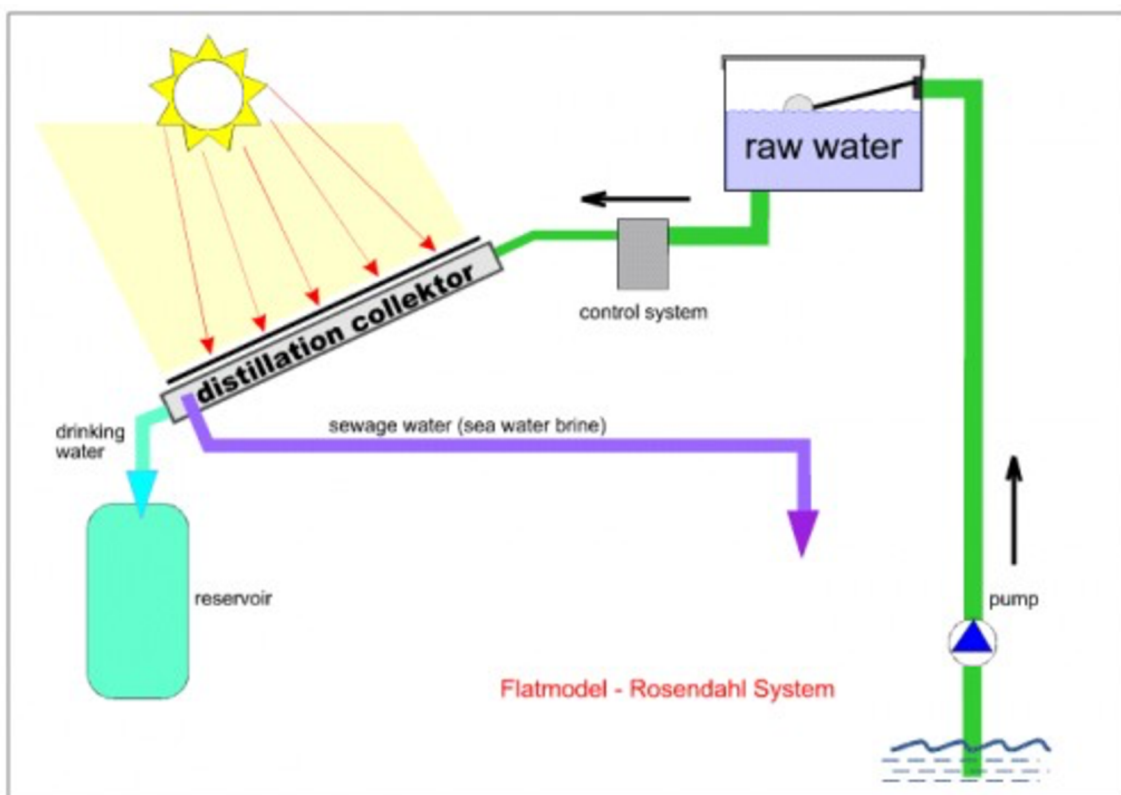 raw water
control system
distillation collektor
drinking
water
sewage water (sea water brine)
reservoir
pump
Flatmodel - Rosendahl System